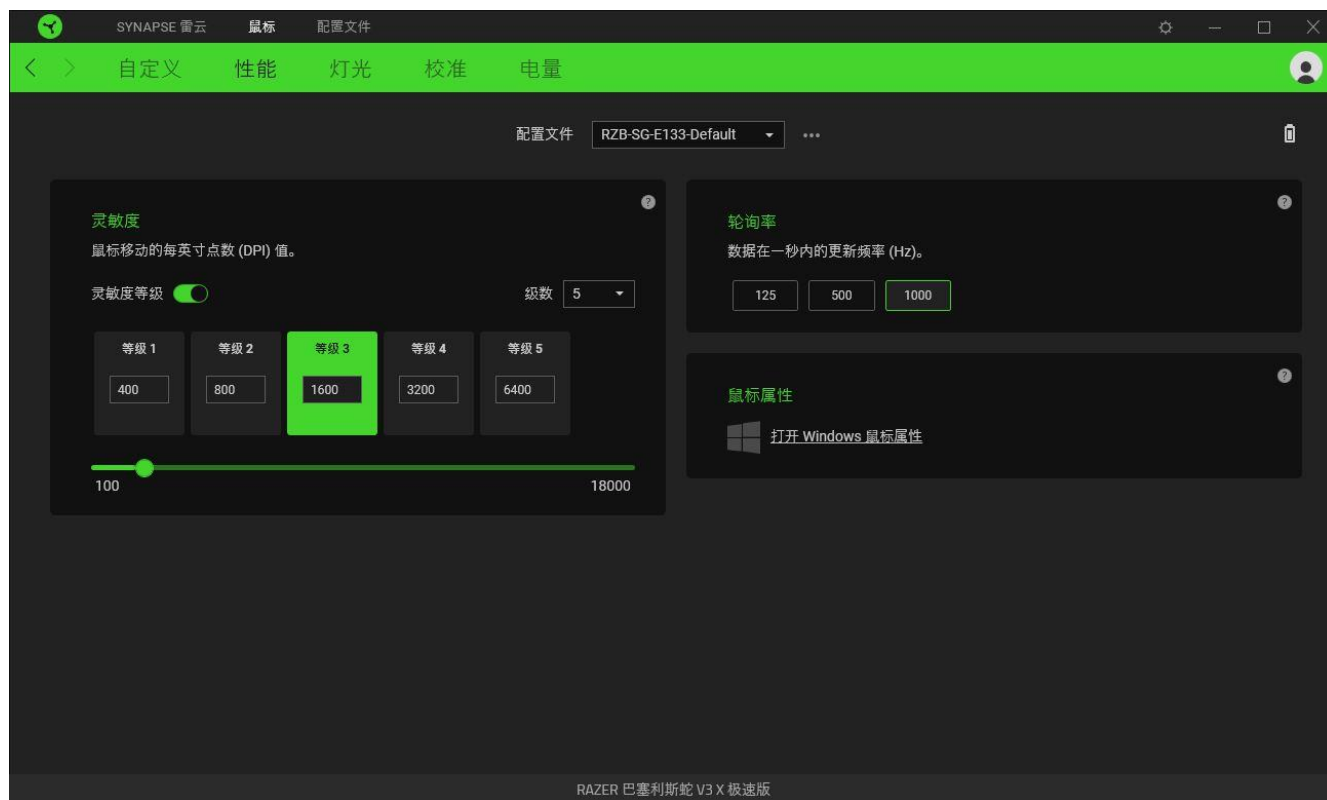 SYNAPSE 雷云 鼠标 配置文件
自定义 性能 灯光 校准 电量
配置文件 RZB-SG-E133-Default
灵敏度
鼠标移动的每英寸点数 (DPI) 值。
灵敏度等级 级数 5
等级 1 等级 2 等级 3 等级 4 等级 5
400 800 1600 3200 6400
100 18000
轮询率
数据在一秒内的更新频率 (Hz)。
125 500 1000
鼠标属性
打开 Windows 鼠标属性
RAZER 巴塞利斯蛇 V3 X 极速版